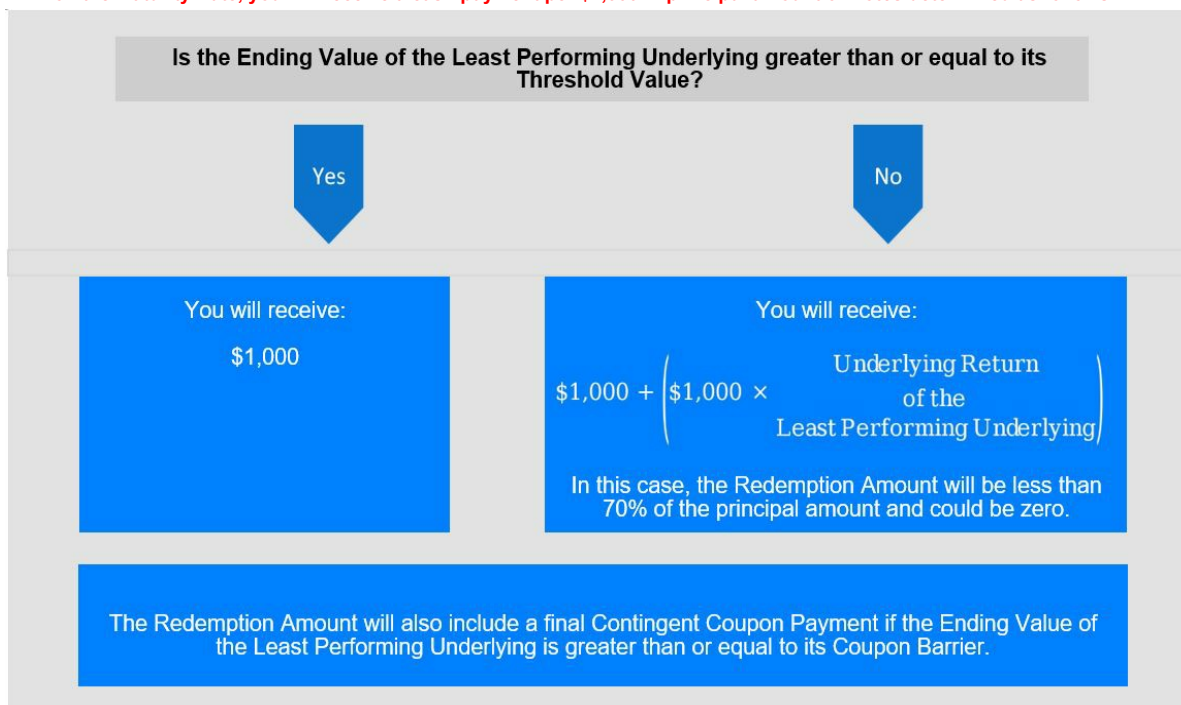 Is the Ending Value of the Least Performing Underlying greater than or equal to its
Threshold Value?
Yes
No
You will receive:
$1,000
You will receive:
$1,000 + ($1,000 × Underlying Return
of the
Least Performing Underlying)
In this case, the Redemption Amount will be less than
70% of the principal amount and could be zero.
The Redemption Amount will also include a final Contingent Coupon Payment if the Ending Value of
the Least Performing Underlying is greater than or equal to its Coupon Barrier.